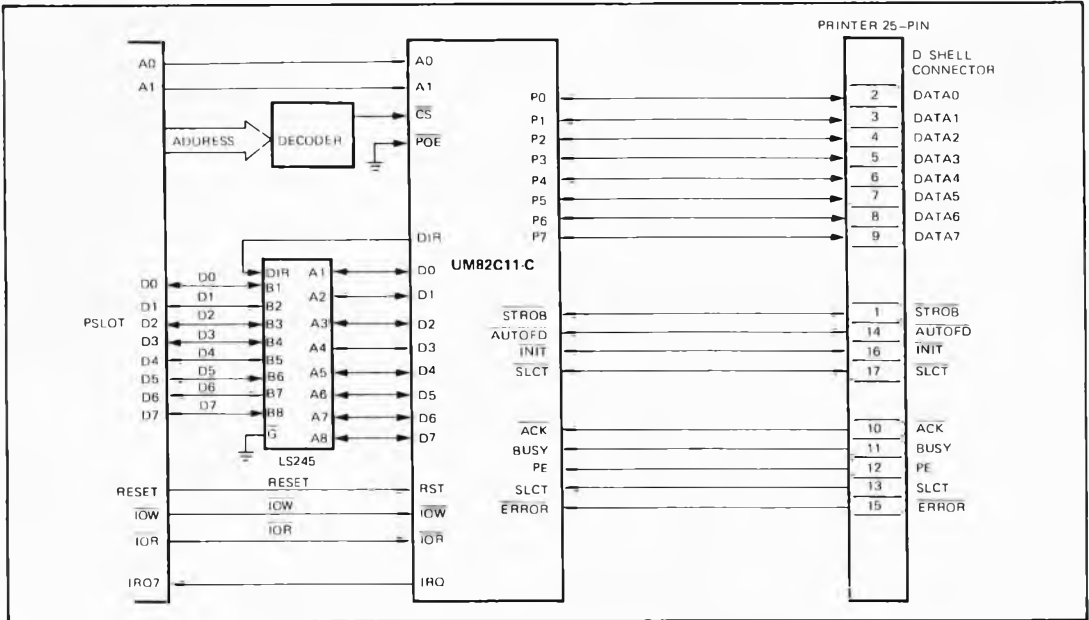 PRINTER 25-PIN
D SHELL
CONNECTOR
A0
A1
ADDRESS
DECODER
A0
A1
CS
POE
DIR
UM82C11-C
P0
P1
P2
P3
P4
P5
P6
P7
2 DATA0
3 DATA1
4 DATA2
5 DATA3
6 DATA4
7 DATA5
8 DATA6
9 DATA7
PSLOT
D0 D0
D1 D1
D2 D2
D3 D3
D4 D4
D5 D5
D6 D6
D7 D7
DIR A1
B1
B2 A2
B3 A3
B4 A4
B5
B6 A5
B7 A6
B8 A7
G A8
LS245
D0
D1
D2
D3
D4
D5
D6
D7
STROB
AUTOFD
INIT
SLCT
1 STROB
14 AUTOFD
16 INIT
17 SLCT
ACK
BUSY
PE
SLCT
ERROR
10 ACK
11 BUSY
12 PE
13 SLCT
15 ERROR
RESET RESET RST
IOW IOW IOW
IOR IOR IOR
IRQ7 IRQ